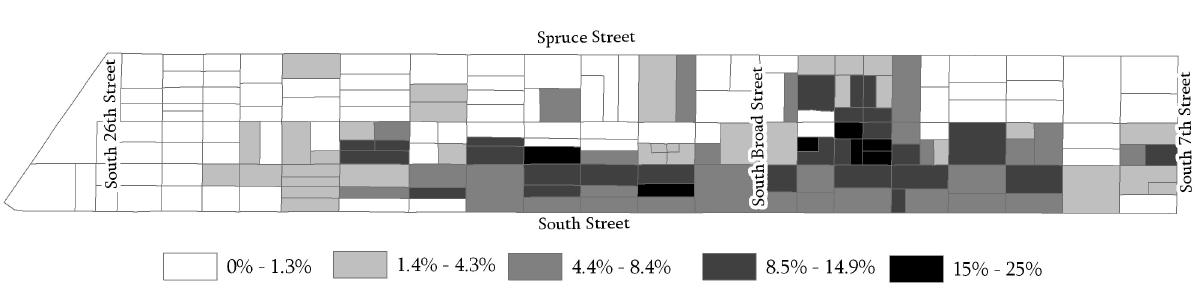 Spruce Street
South 26th Street
South Broad Street
South 7th Street
South Street
0% - 1.3%
1.4% - 4.3%
4.4% - 8.4%
8.5% - 14.9%
15% - 25%